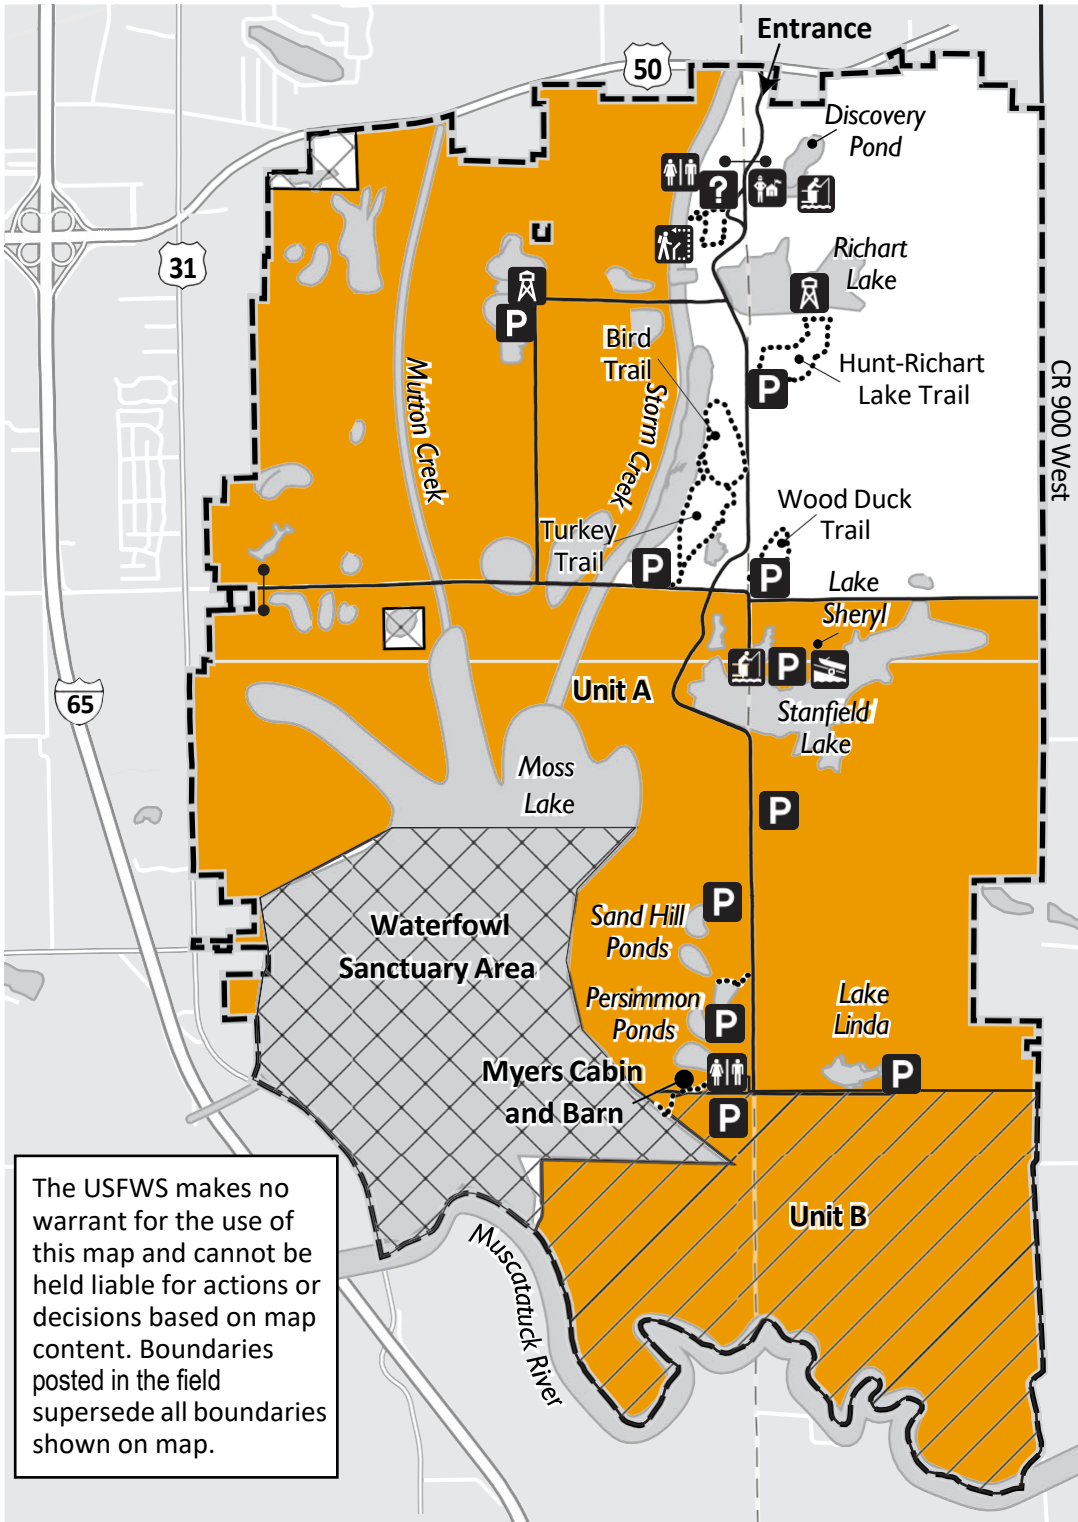 Entrance
50
Discovery
Pond
?
31
Richart
Lake
P
Bird
Trail
Hunt-Richart
Lake Trail
P
CR 900 West
Mutton Creek
Storm Creek
Wood Duck
Trail
Turkey
Trail
P
P
Lake
Sheryl
P
Unit A
65
Stanfield
Lake
Moss
Lake
P
P
Sand Hill
Ponds
Waterfowl
Sanctuary Area
Persimmon
Ponds
P
Lake
Linda
P
Myers Cabin
and Barn
P
Unit B
Muscatatuck River
The USFWS makes no
warrant for the use of
this map and cannot be
held liable for actions or
decisions based on map
content. Boundaries
posted in the field
supersede all boundaries
shown on map.